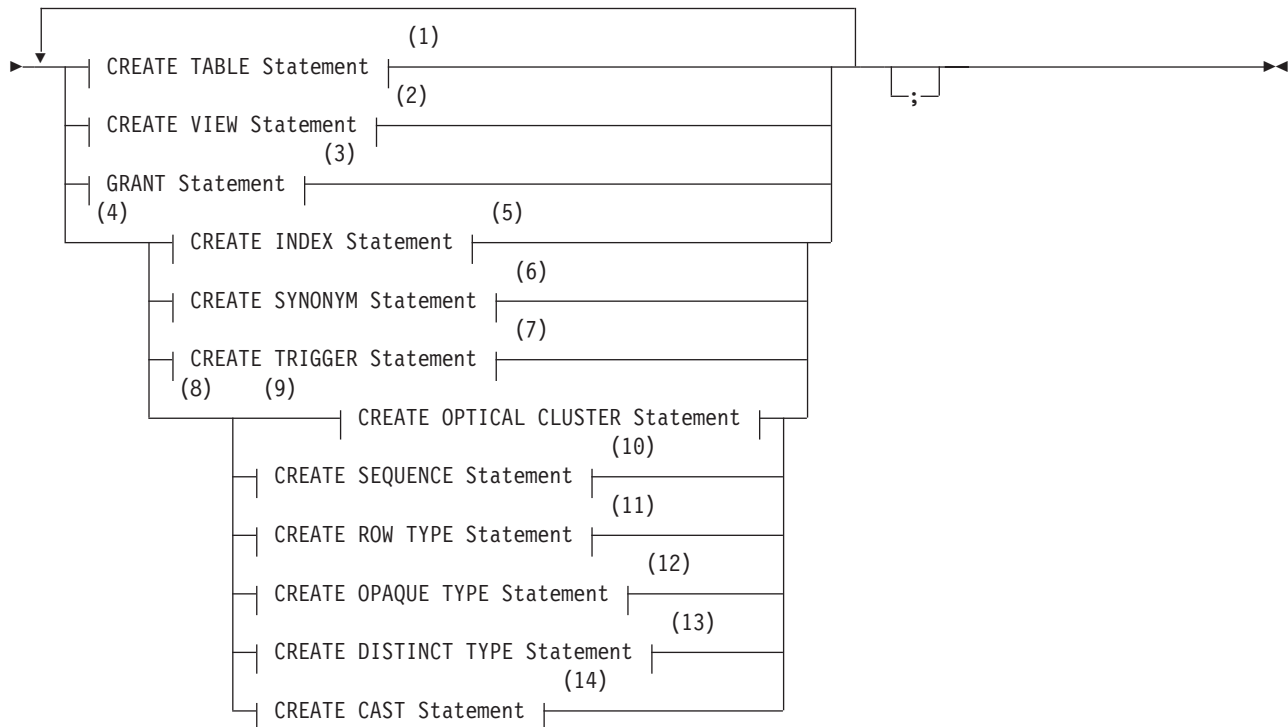 (1)
CREATE TABLE Statement
(2)
;
CREATE VIEW Statement
(3)
GRANT Statement
(4)
(5)
CREATE INDEX Statement
(6)
CREATE SYNONYM Statement
(7)
CREATE TRIGGER Statement
(8) (9)
CREATE OPTICAL CLUSTER Statement
(10)
CREATE SEQUENCE Statement
(11)
CREATE ROW TYPE Statement
(12)
CREATE OPAQUE TYPE Statement
(13)
CREATE DISTINCT TYPE Statement
(14)
CREATE CAST Statement